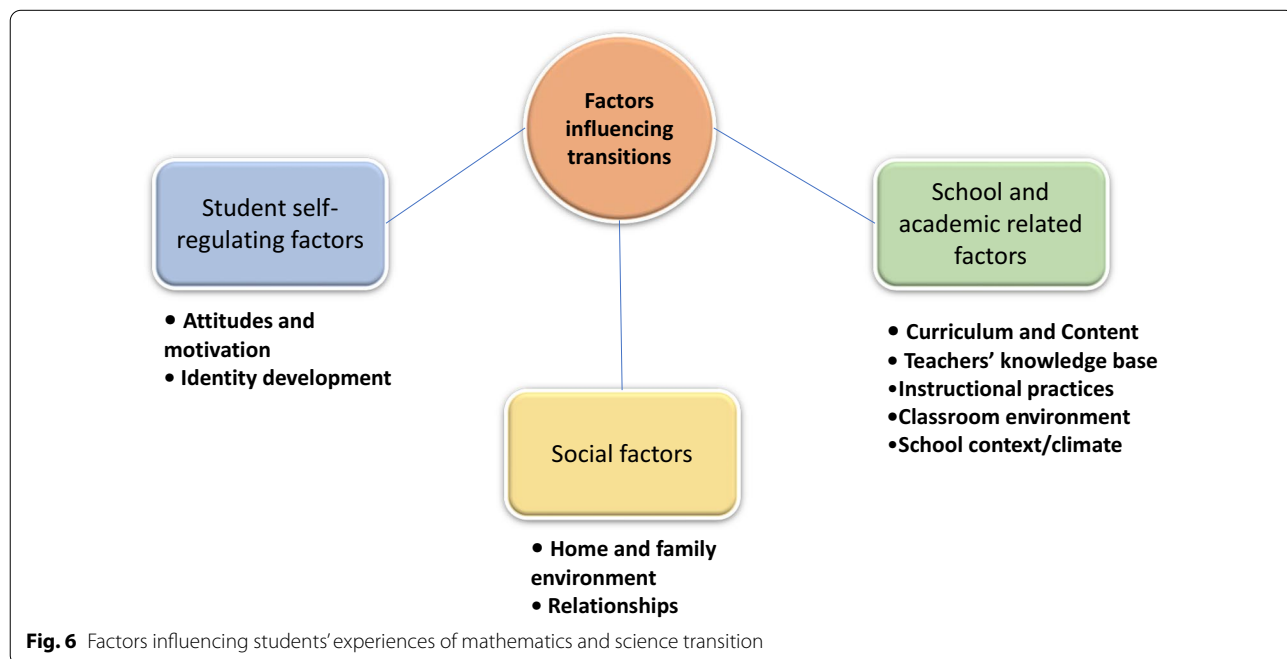 Factors
influencing
transitions
Student self-
regulating factors
• Attitudes and
motivation
• Identity development
Social factors
• Home and family
environment
• Relationships
School and
academic related
factors
• Curriculum and Content
• Teachers’ knowledge base
•Instructional practices
•Classroom environment
•School context/climate
Fig. 6 Factors influencing students’ experiences of mathematics and science transition